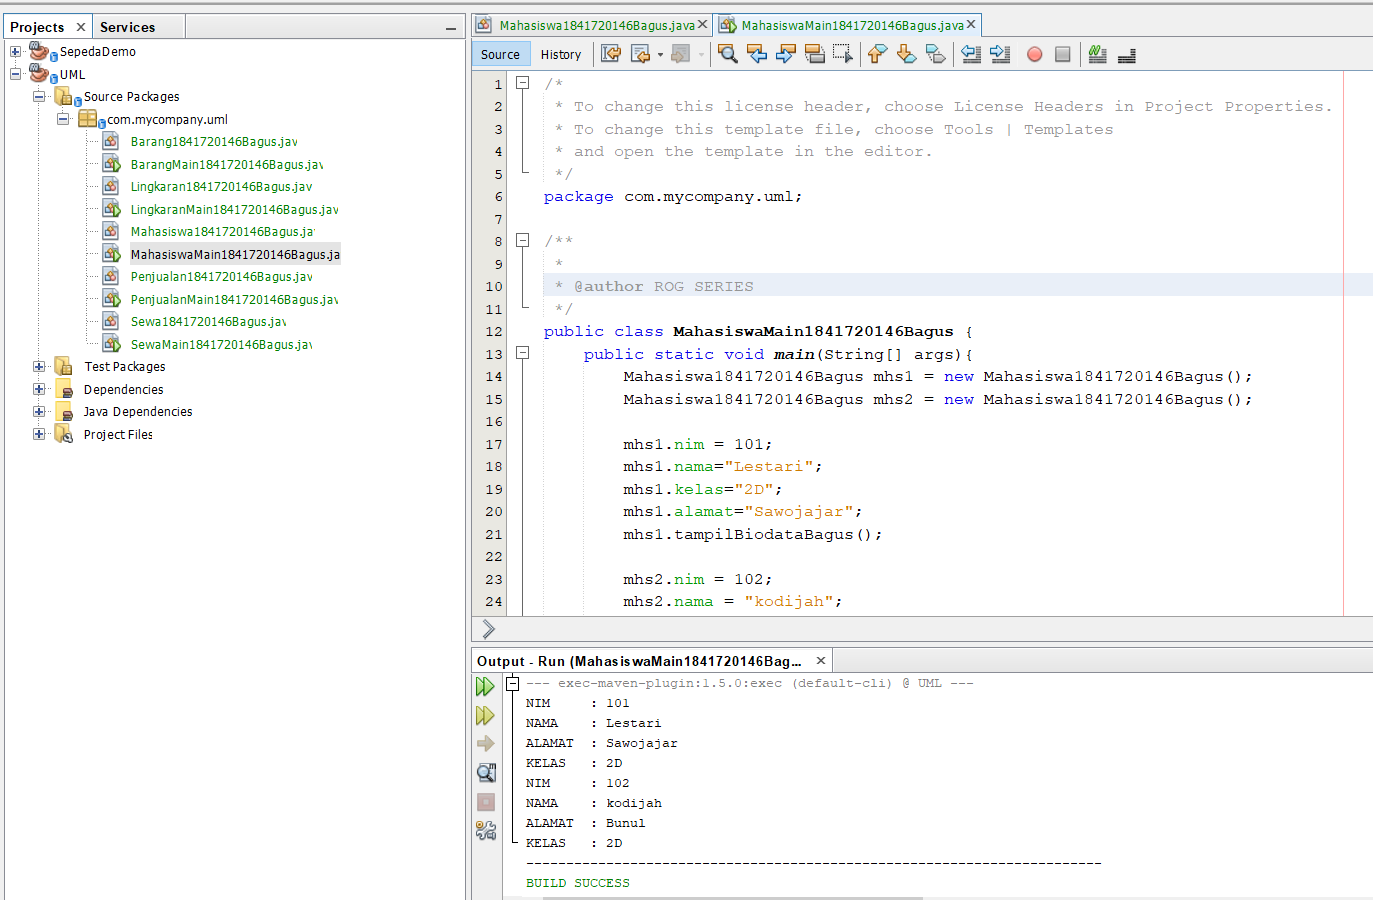 Projects
Services
SepedaDemo
UML
Source Packages
com.mycompany.uml
Barang1841720146Bagus.jav
BarangMain1841720146Bagus.jav
Lingkaran1841720146Bagus.jav
LingkaranMain1841720146Bagus.jav
Mahasiswa1841720146Bagus.ja
MahasiswaMain1841720146Bagus.ja
Penjualan1841720146Bagus.jav
PenjualanMain1841720146Bagus.jav
Sewa1841720146Bagus.jav
SewaMain1841720146Bagus.jav
Test Packages
Dependencies
Java Dependencies
Project Files
Mahasiswa1841720146Bagus.java
MahasiswaMain1841720146Bagus.java
Source
History
1 /*
2 * To change this license header, choose License Headers in Project Properties.
3 * To change this template file, choose Tools | Templates
4 * and open the template in the editor.
5 */
6 package com.mycompany.uml;
7
8 /**
9 *
10 * @author ROG SERIES
11 */
12 public class MahasiswaMain1841720146Bagus {
13 public static void main(String[] args){
14 Mahasiswa1841720146Bagus mhs1 = new Mahasiswa1841720146Bagus();
15 Mahasiswa1841720146Bagus mhs2 = new Mahasiswa1841720146Bagus();
16
17 mhs1.nim = 101;
18 mhs1.nama="Lestari";
19 mhs1.kelas="2D";
20 mhs1.alamat="Sawojajar";
21 mhs1.tampilBiodataBagus();
22
23 mhs2.nim = 102;
24 mhs2.nama = "kodijah";
Output - Run (MahasiswaMain1841720146Bag...
--- exec-maven-plugin:1.5.0:exec (default-cli) @ UML ---
NIM : 101
NAMA : Lestari
ALAMAT : Sawojajar
KELAS : 2D
NIM : 102
NAMA : kodijah
ALAMAT : Bunul
KELAS : 2D
------------------------------------------------------------------------
BUILD SUCCESS